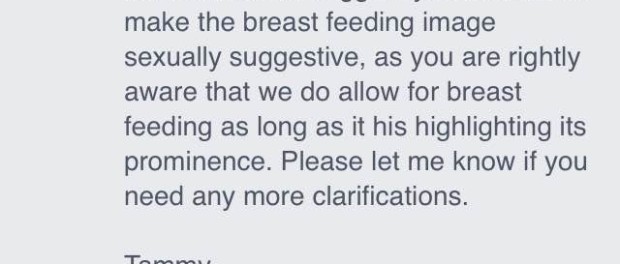 make the breast feeding image
sexually suggestive, as you are rightly
aware that we do allow for breast
feeding as long as it his highlighting its
prominence. Please let me know if you
need any more clarifications.
Tammy